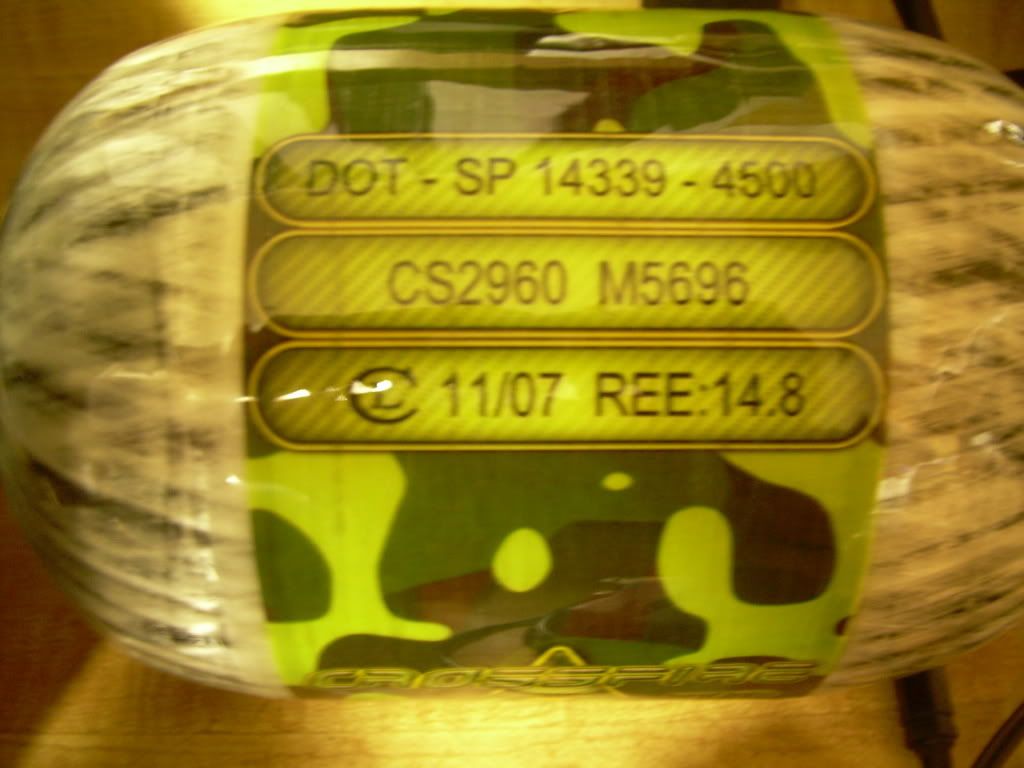 DOT - SP 14339 - 4500
CS2960 M5696
11/07 REE:14.8
CROSSFIRE